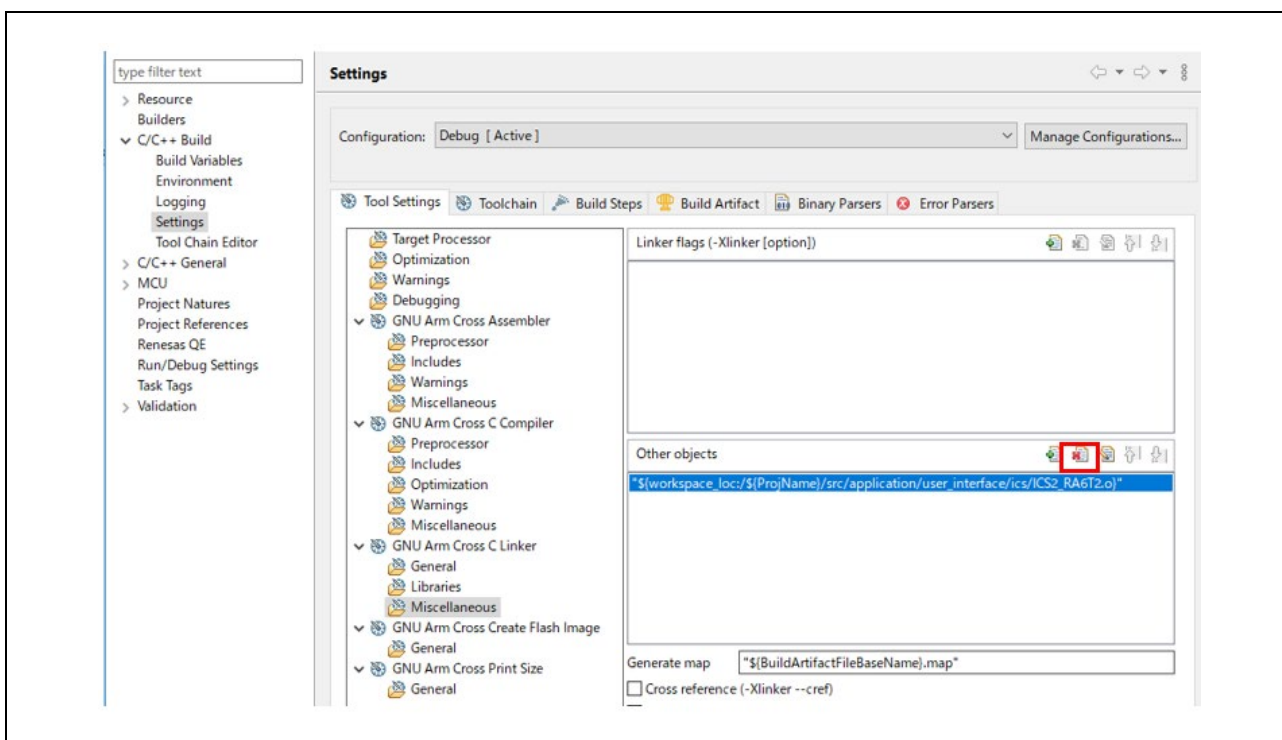 type filter text
Resource
Builders
C/C++ Build
Build Variables
Environment
Logging
Settings
Tool Chain Editor
C/C++ General
MCU
Project Natures
Project References
Renesas QE
Run/Debug Settings
Task Tags
Validation
Settings
Configuration: Debug [ Active ] Manage Configurations...
Tool Settings Toolchain Build Steps Build Artifact Binary Parsers Error Parsers
Target Processor
Optimization
Warnings
Debugging
GNU Arm Cross Assembler
Preprocessor
Includes
Warnings
Miscellaneous
GNU Arm Cross C Compiler
Preprocessor
Includes
Optimization
Warnings
Miscellaneous
GNU Arm Cross C Linker
General
Libraries
Miscellaneous
GNU Arm Cross Create Flash Image
General
GNU Arm Cross Print Size
General
Linker flags (-Xlinker [option])
Other objects
"${workspace_loc:/${ProjName}/src/application/user_interface/ics/ICS2_RA6T2.o}"
Generate map "${BuildArtifactFileBaseName}.map"
Cross reference (-Xlinker --cref)